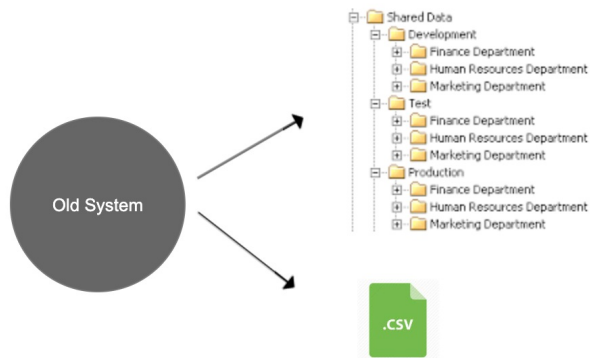 Shared Data
Development
Finance Department
Human Resources Department
Marketing Department
Test
Finance Department
Human Resources Department
Marketing Department
Production
Finance Department
Human Resources Department
Marketing Department
Old System
.CSV